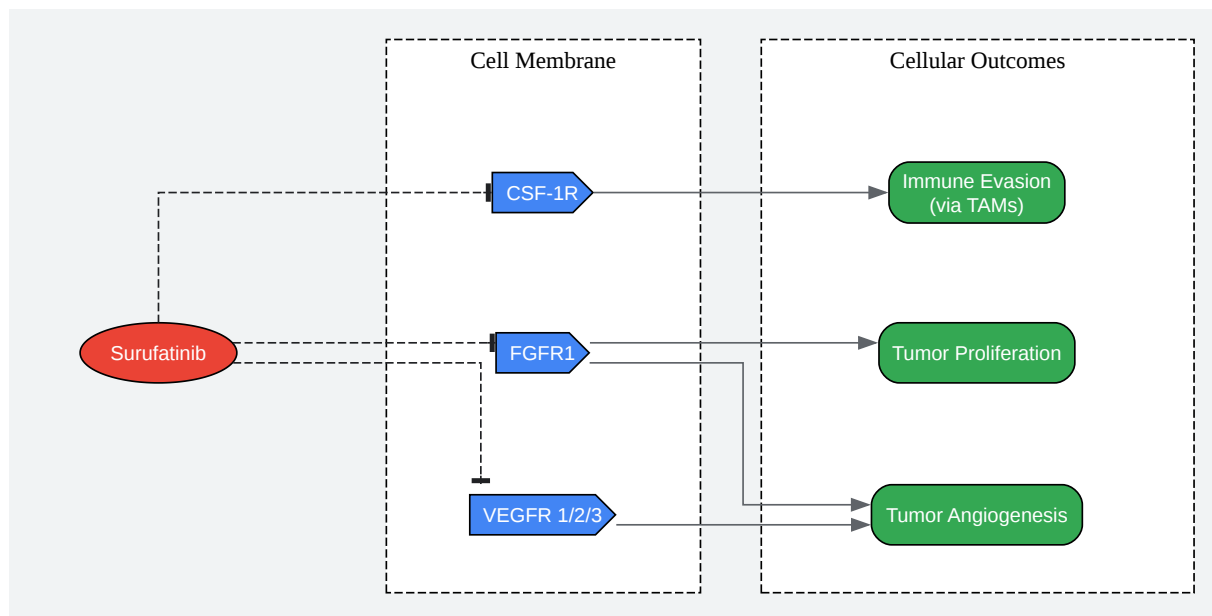 Cell Membrane
Cellular Outcomes
CSF-1R
Immune Evasion
(via TAMs)
Surufatinib
FGFR1
Tumor Proliferation
VEGFR 1/2/3
Tumor Angiogenesis